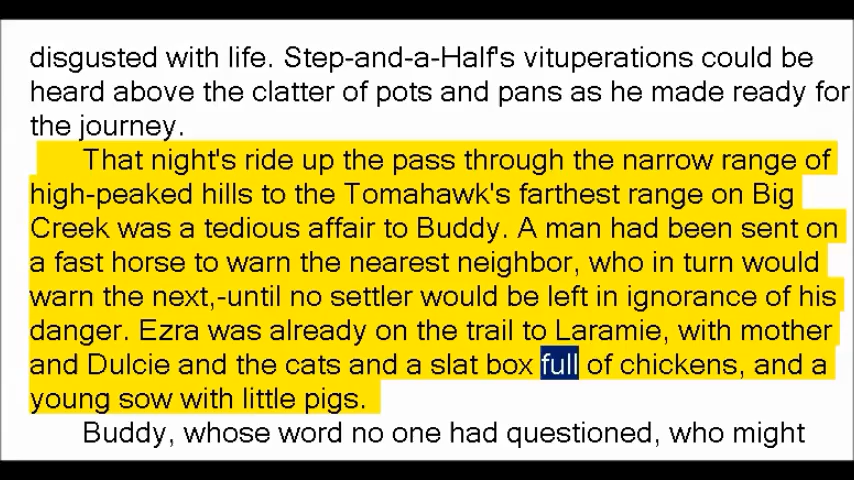 disgusted with life. Step-and-a-Half's vituperations could be
heard above the clatter of pots and pans as he made ready for
the journey.
That night's ride up the pass through the narrow range of
high-peaked hills to the Tomahawk's farthest range on Big
Creek was a tedious affair to Buddy. A man had been sent on
a fast horse to warn the nearest neighbor, who in turn would
warn the next,-until no settler would be left in ignorance of his
danger. Ezra was already on the trail to Laramie, with mother
and Dulcie and the cats and a slat box full of chickens, and a
young sow with little pigs.
Buddy, whose word no one had questioned, who might